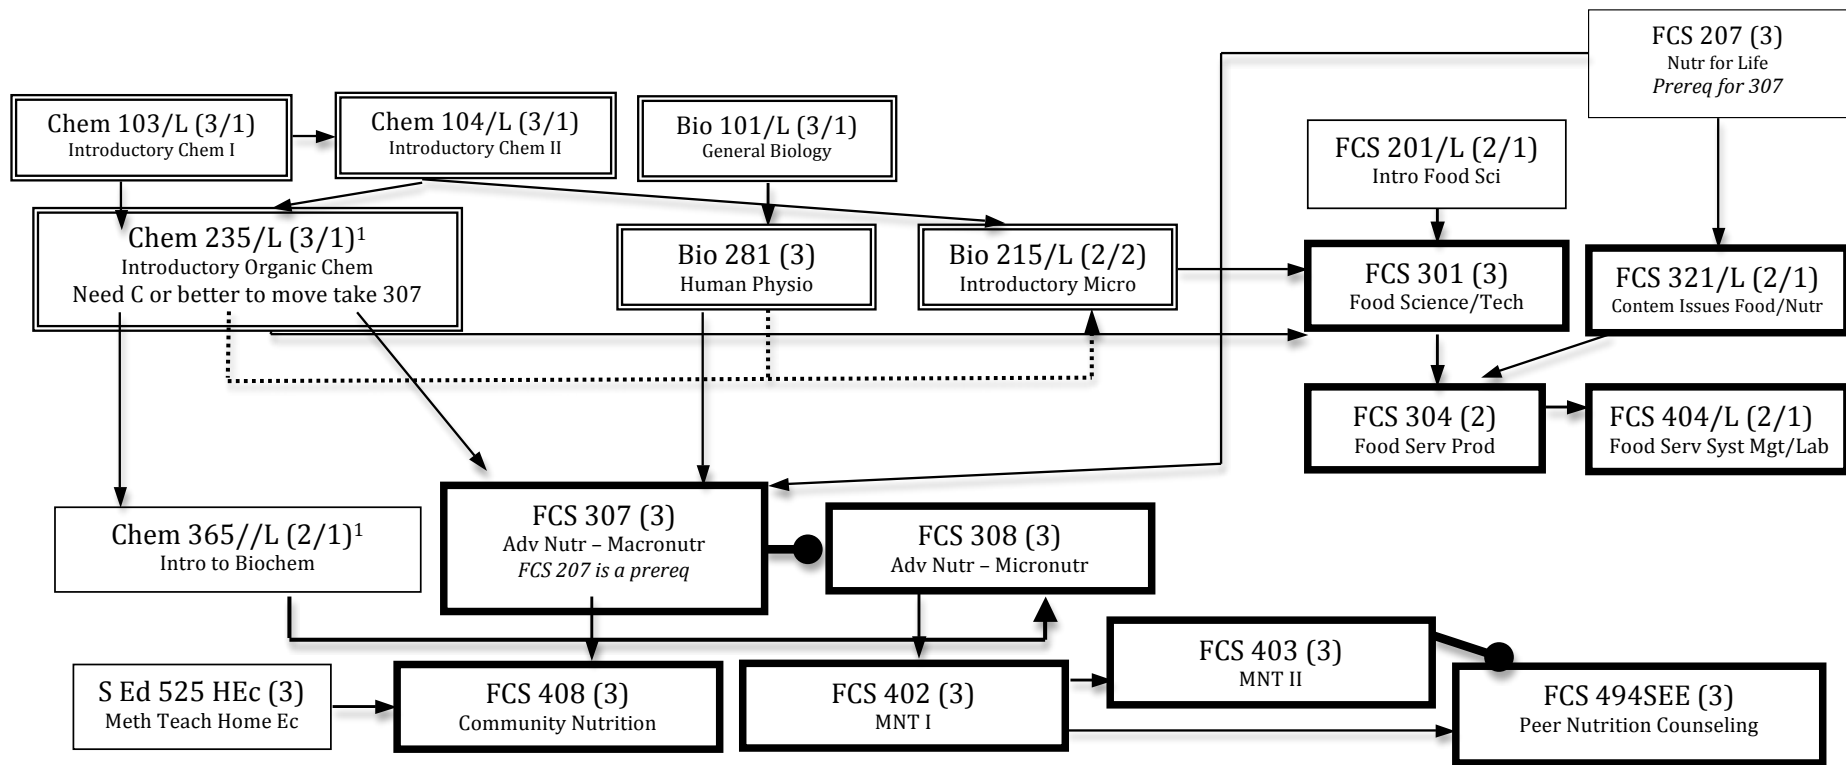 FCS 207 (3)
Nutr for Life
Prereq for 307
Chem 103/L (3/1)
Introductory Chem I
Chem 104/L (3/1)
Introductory Chem II
Bio 101/L (3/1)
General Biology
FCS 201/L (2/1)
Intro Food Sci
Chem 235/L (3/1)¹
Introductory Organic Chem
Need C or better to move take 307
Bio 281 (3)
Human Physio
Bio 215/L (2/2)
Introductory Micro
FCS 301 (3)
Food Science/Tech
FCS 321/L (2/1)
Contem Issues Food/Nutr
FCS 304 (2)
Food Serv Prod
FCS 404/L (2/1)
Food Serv Syst Mgt/Lab
Chem 365//L (2/1)¹
Intro to Biochem
FCS 307 (3)
Adv Nutr – Macronutr
FCS 207 is a prereq
FCS 308 (3)
Adv Nutr – Micronutr
S Ed 525 HEc (3)
Meth Teach Home Ec
FCS 408 (3)
Community Nutrition
FCS 402 (3)
MNT I
FCS 403 (3)
MNT II
FCS 494SEE (3)
Peer Nutrition Counseling